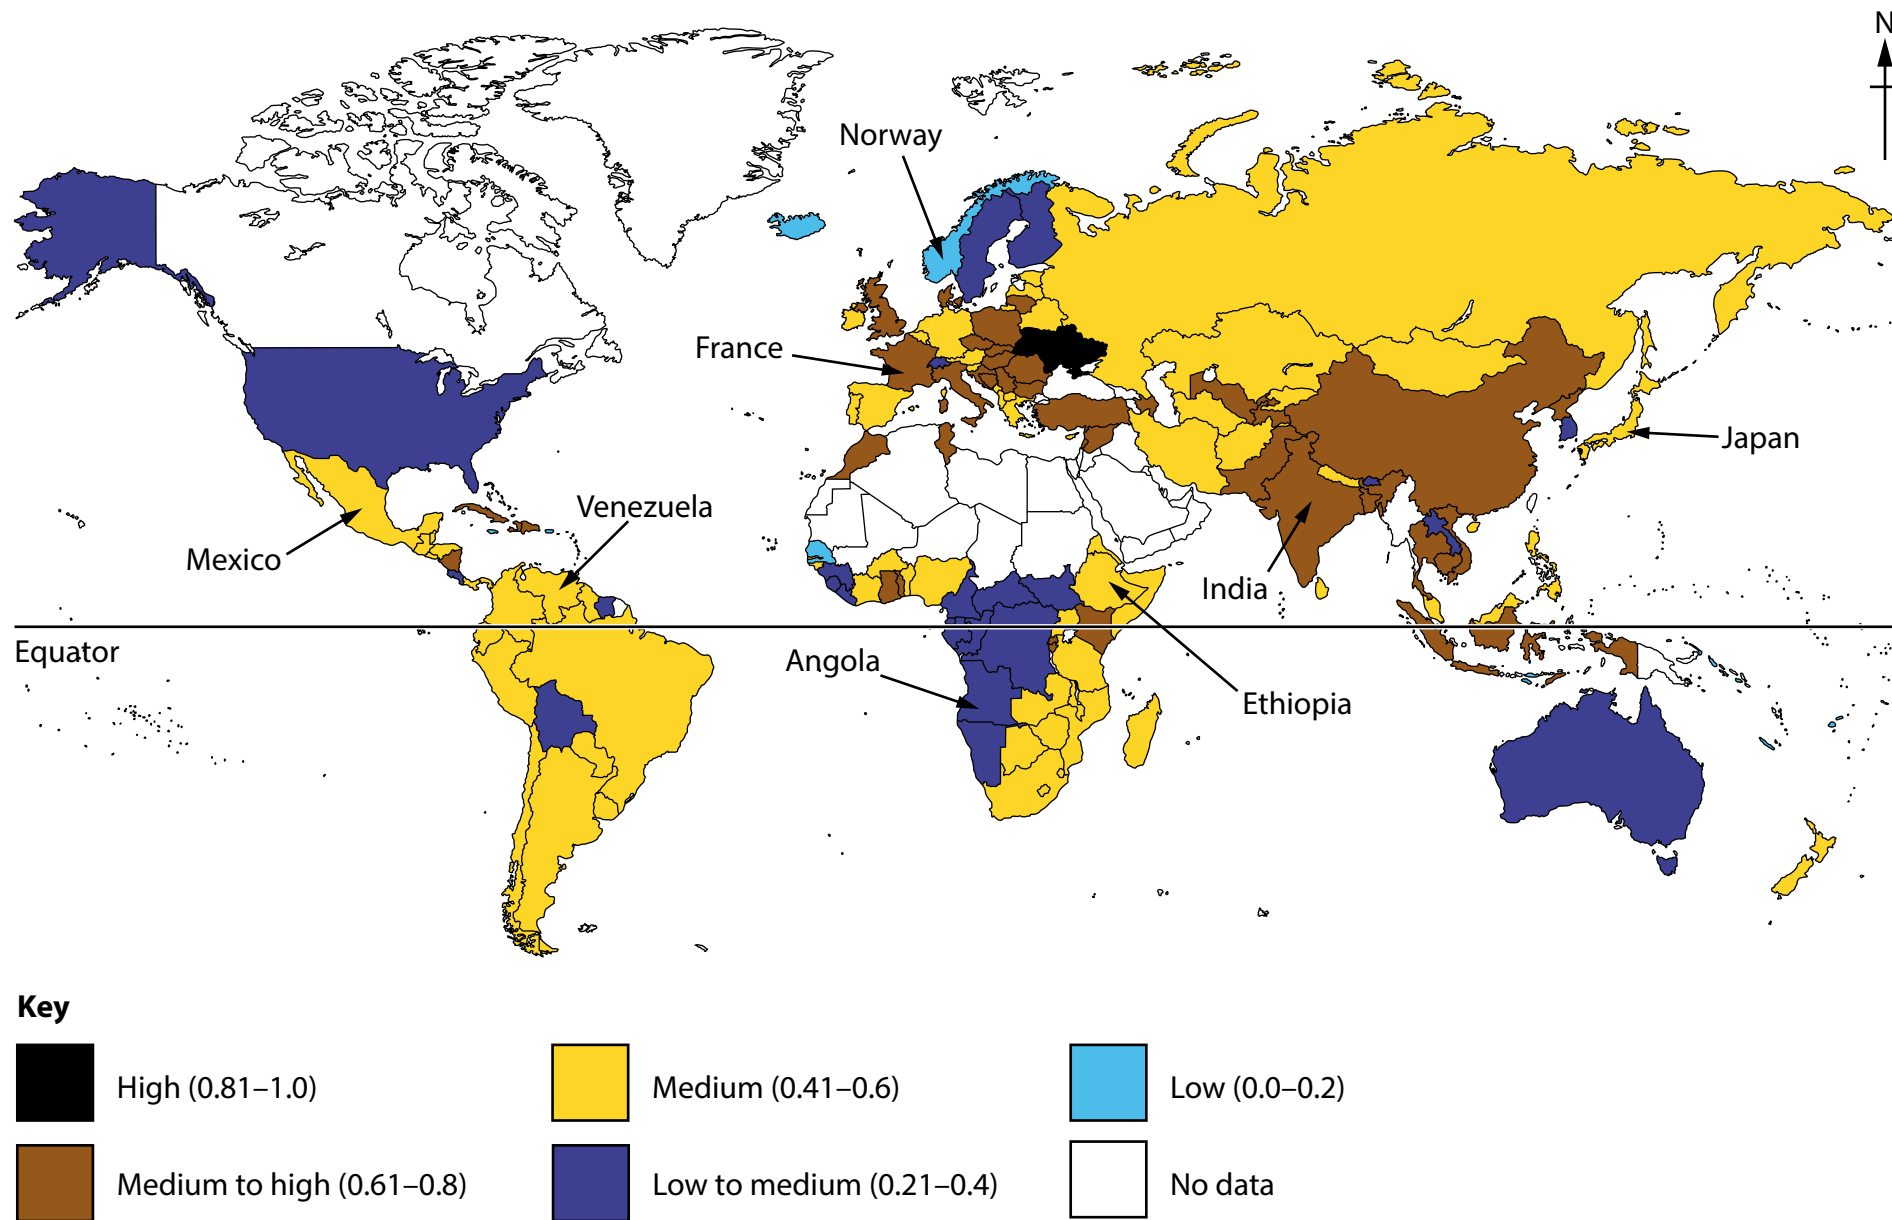 N
Norway
France
Japan
Venezuela
Mexico
India
Equator
Angola
Ethiopia
Key
High (0.81–1.0)
Medium (0.41–0.6)
Low (0.0–0.2)
Medium to high (0.61–0.8)
Low to medium (0.21–0.4)
No data